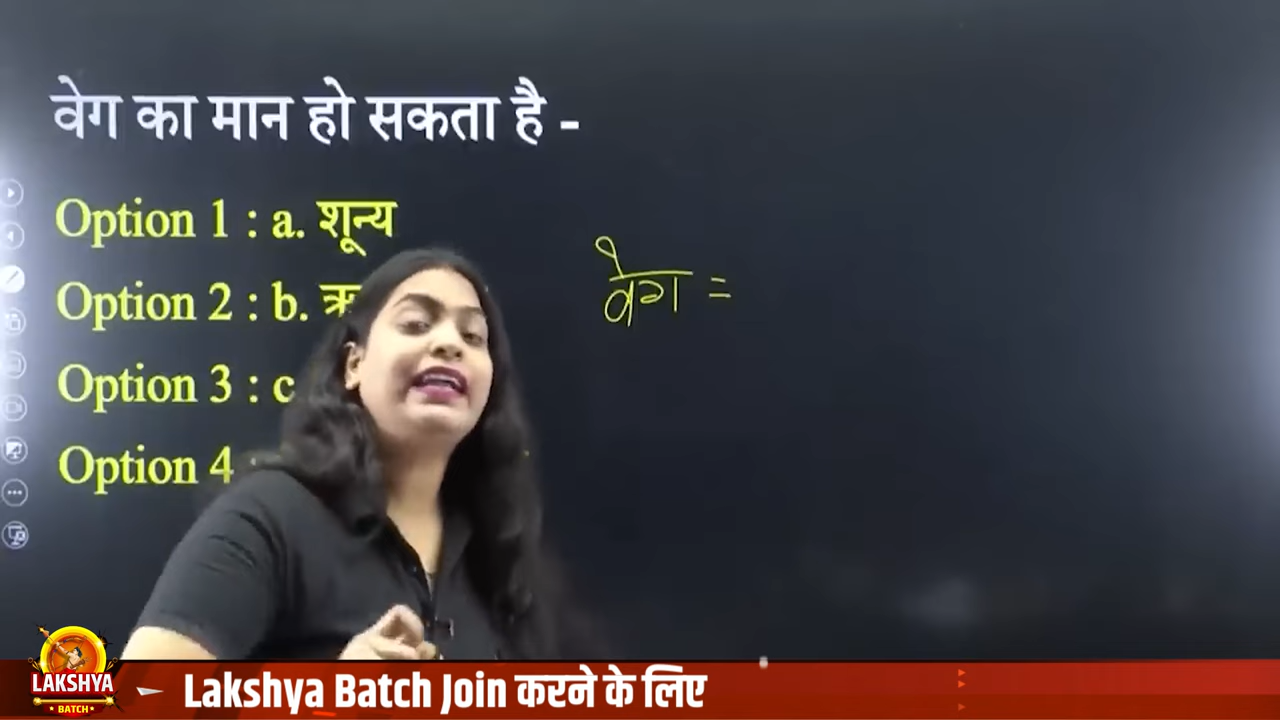 वेग का मान हो सकता है -
Option 1 : a. शून्य
Option 2 : b.
Option 3 : c
Option 4
वेग =
LAKSHYA
BATCH
Lakshya Batch Join करने के लिए